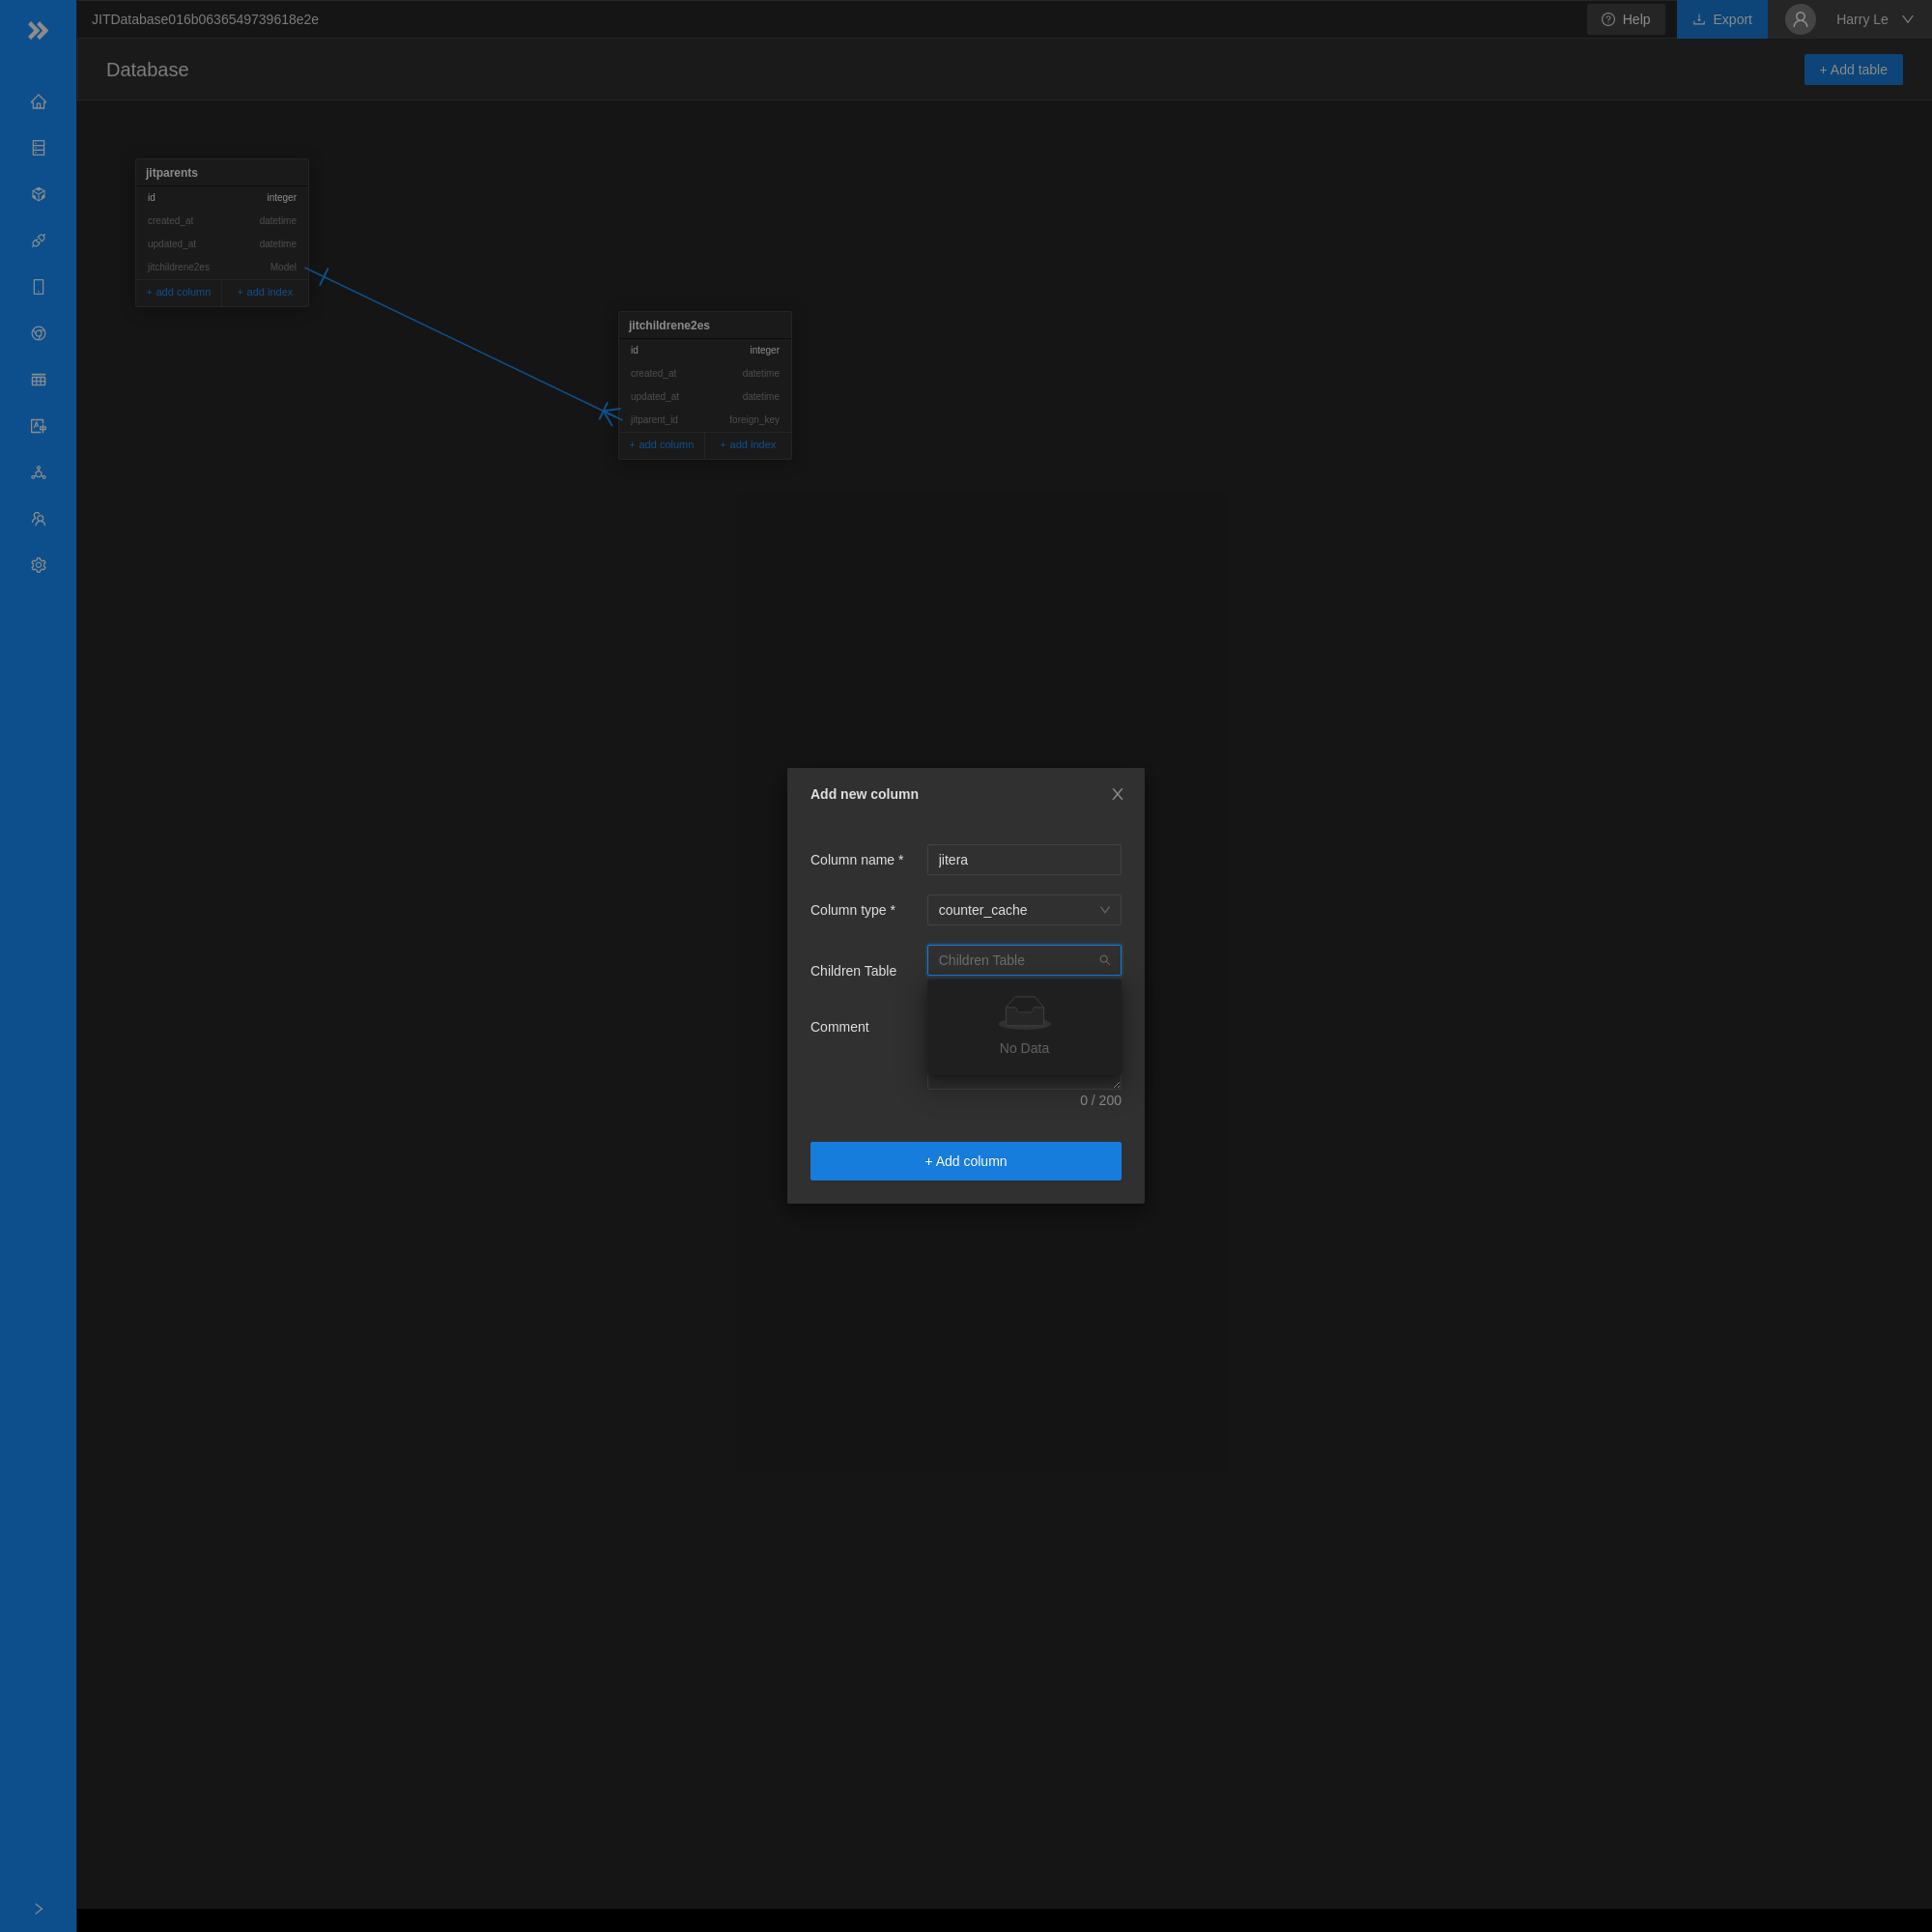 JITDatabase016b0636549739618e2e
Help
Export
Harry Le
Database
+ Add table
jitparents
id integer
created_at datetime
updated_at datetime
jitchildrene2es Model
+ add column + add index
jitchildrene2es
id integer
created_at datetime
updated_at datetime
jitparent_id foreign_key
+ add column + add index
Add new column
Column name * jitera
Column type * counter_cache
Children Table Children Table
Comment
No Data
0 / 200
+ Add column